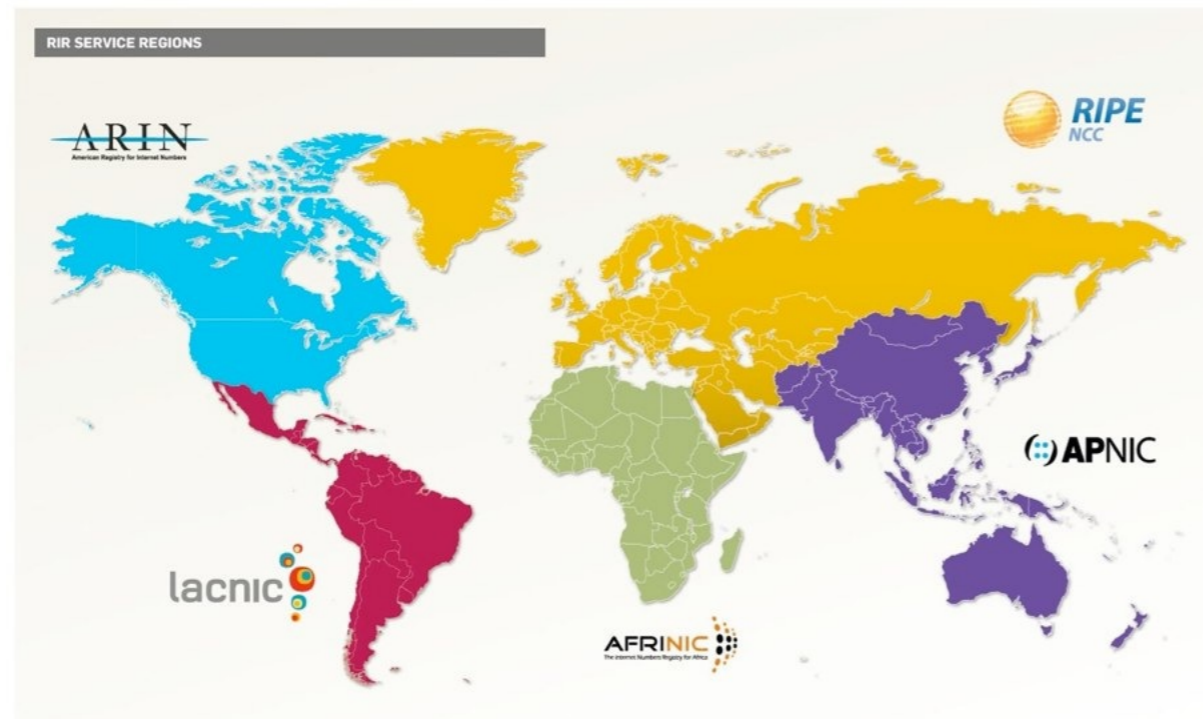 RIR SERVICE REGIONS
ARIN
American Registry for Internet Numbers
RIPE
NCC
APNIC
lacnic
AFRINIC
The Internet Numbers Registry for Africa